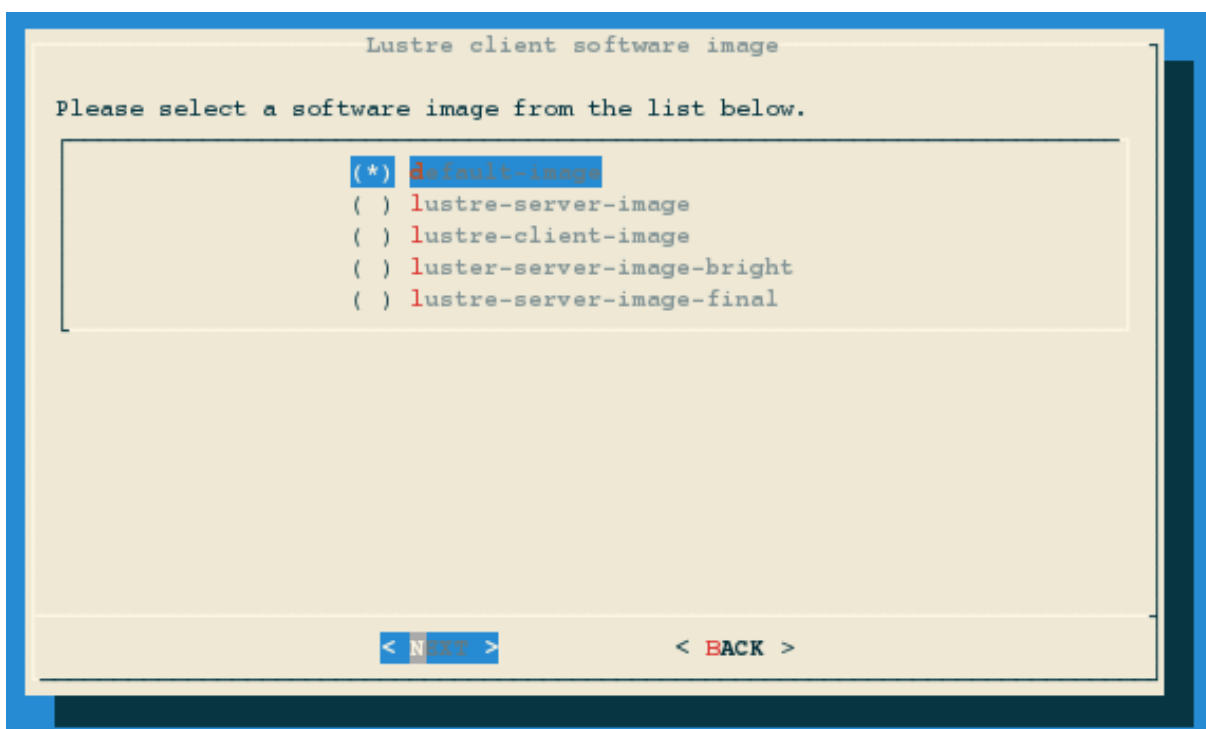 Lustre client software image
Please select a software image from the list below.
(*) default-image
( ) lustre-server-image
( ) lustre-client-image
( ) luster-server-image-bright
( ) lustre-server-image-final
< NEXT > < BACK >